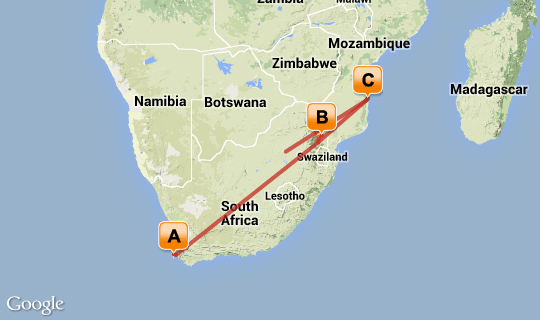 Zambia
Malawi
Mozambique
Zimbabwe
Madagascar
Namibia
Botswana
C
B
Swaziland
Lesotho
South
Africa
A
Google